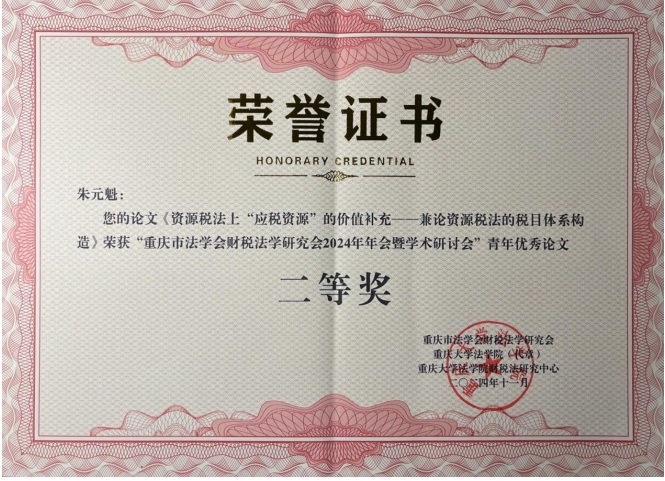 荣誉证书
HONORARY CREDENTIAL
朱元魁：
您的论文《资源税法上“应税资源”的价值补充——兼论资源税法的税目体系构
造》荣获“重庆市法学会财税法学研究会2024年年会暨学术研讨会”青年优秀论文
二等奖
重庆市法学会财税法学研究会
重庆大学法学院（代章）
重庆大学法学院财税法研究中心
二〇二四年十一月